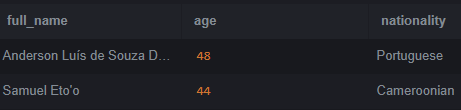 full_name age nationality
Anderson Luís de Souza D... 48 Portuguese
Samuel Eto'o 44 Cameroonian